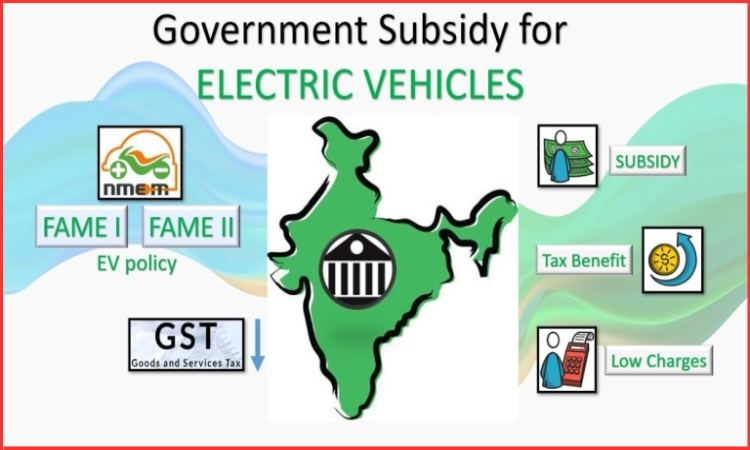 Government Subsidy for
ELECTRIC VEHICLES
nmem
FAME I
FAME II
EV policy
GST
Goods and Services Tax
SUBSIDY
Tax Benefit
Low Charges